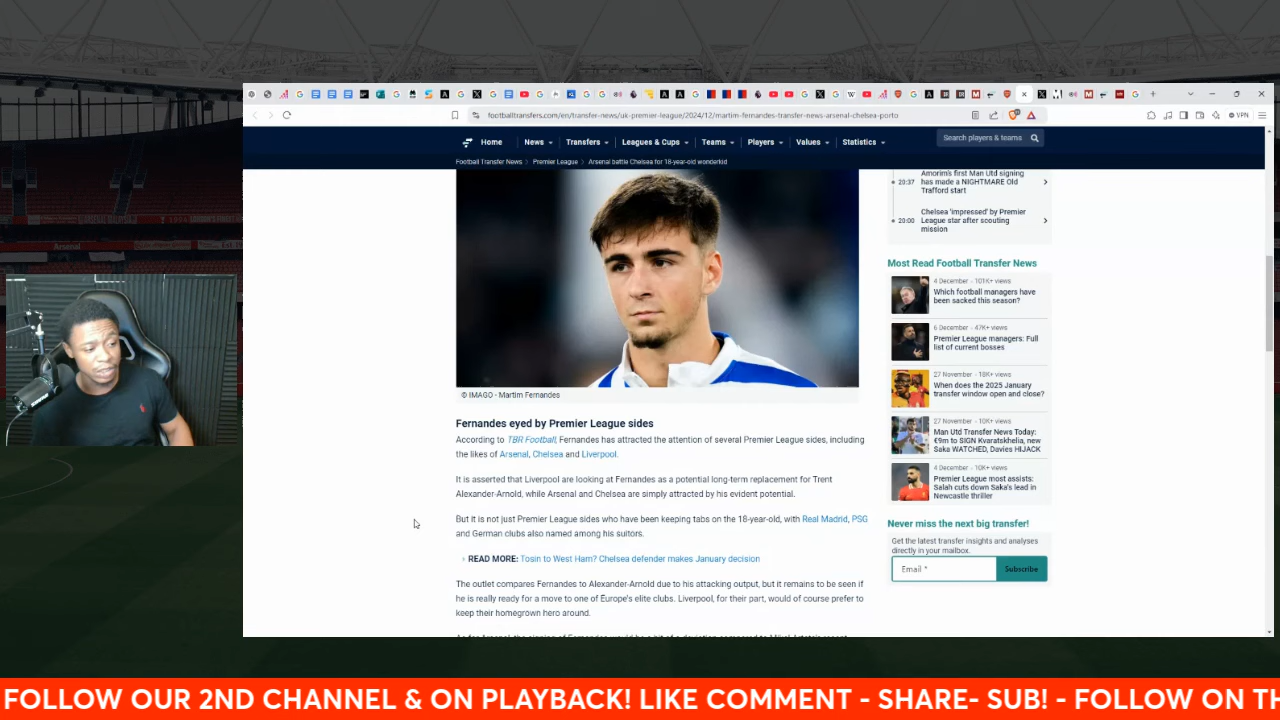 footballtransfers.com/en/transfer-news/uk-premier-league/2024/12/martim-fernandes-transfer-news-arsenal-chelsea-porto
VPN
Home News Transfers Leagues & Cups Teams Players Values Statistics
Search players & teams
Football Transfer News > Premier League > Arsenal battle Chelsea for 18-year-old wonderkid
© IMAGO - Martim Fernandes
Fernandes eyed by Premier League sides
According to TBR Football, Fernandes has attracted the attention of several Premier League sides, including
the likes of Arsenal, Chelsea and Liverpool.
It is asserted that Liverpool are looking at Fernandes as a potential long-term replacement for Trent
Alexander-Arnold, while Arsenal and Chelsea are simply attracted by his evident potential.
But it is not just Premier League sides who have been keeping tabs on the 18-year-old, with Real Madrid, PSG
and German clubs also named among his suitors.
READ MORE: Tosin to West Ham? Chelsea defender makes January decision
The outlet compares Fernandes to Alexander-Arnold due to his attacking output, but it remains to be seen if
he is really ready for a move to one of Europe's elite clubs. Liverpool, for their part, would of course prefer to
keep their homegrown hero around.
Amorim's first Man Utd signing
20:37 has made a NIGHTMARE Old
Trafford start
Chelsea 'impressed' by Premier
20:00 League star after scouting
mission
Most Read Football Transfer News
4 December - 101K+ views
Which football managers have
been sacked this season?
6 December - 47K+ views
Premier League managers: Full
list of current bosses
27 November - 18K+ views
When does the 2025 January
transfer window open and close?
27 November - 10K+ views
Man Utd Transfer News Today:
€9m to SIGN Kvaratskhelia, new
Saka WATCHED, Davies HIJACK
4 December - 10K+ views
Premier League most assists:
Salah cuts down Saka's lead in
Newcastle thriller
Never miss the next big transfer!
Get the latest transfer insights and analyses
directly in your mailbox.
Email * Subscribe
Arsenal
FOLLOW OUR 2ND CHANNEL & ON PLAYBACK! LIKE COMMENT - SHARE- SUB! - FOLLOW ON